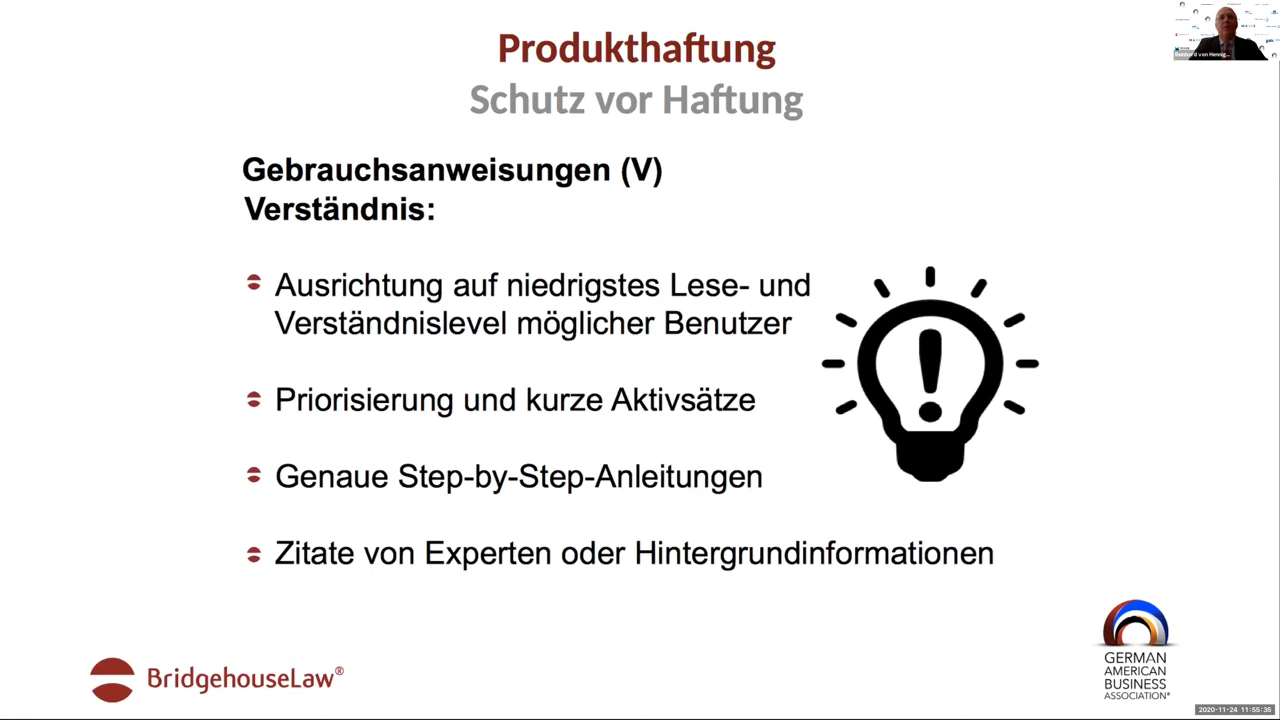 Produkthaftung
Schutz vor Haftung
Gebrauchsanweisungen (V)
Verständnis:
Ausrichtung auf niedrigstes Lese- und
Verständnislevel möglicher Benutzer
Priorisierung und kurze Aktivsätze
Genaue Step-by-Step-Anleitungen
Zitate von Experten oder Hintergrundinformationen
BridgehouseLaw®
GERMAN
AMERICAN
BUSINESS
ASSOCIATION®
2020-11-24 11:55:35